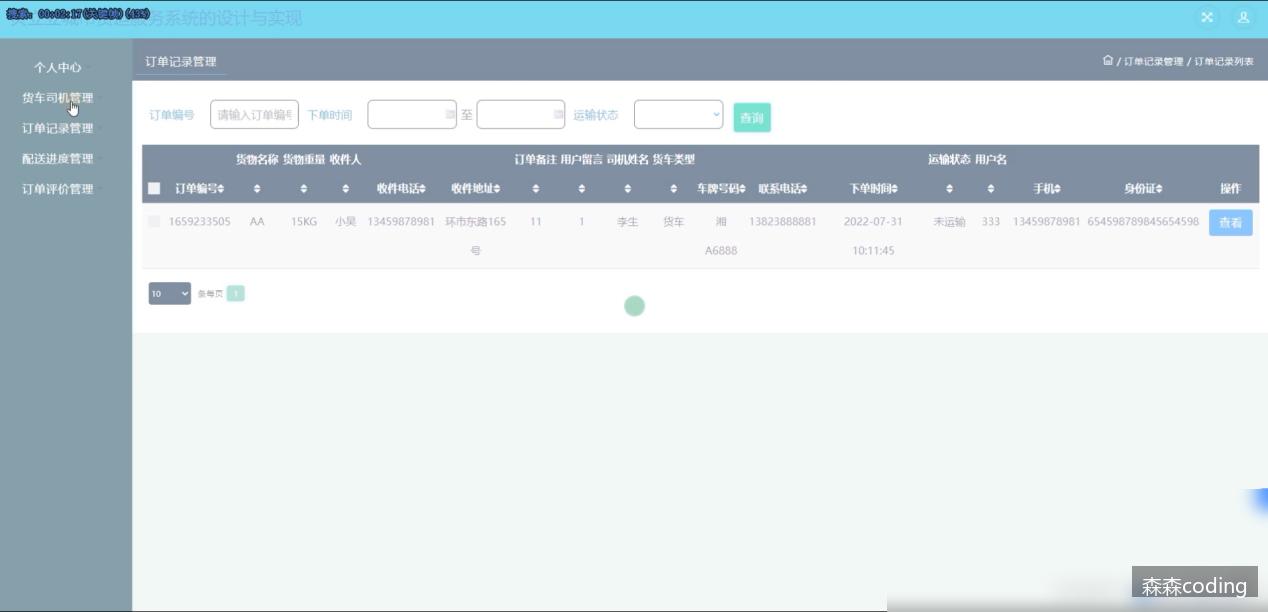 搜索: 00:02:17(关键帧)(43%)
服务系统的设计与实现
订单记录管理
/ 订单记录管理 / 订单记录列表
个人中心
货车司机管理
订单记录管理
配送进度管理
订单评价管理
订单编号 请输入订单编号 下单时间 至 运输状态 查询
货物名称 货物重量 收件人 订单备注 用户留言 司机姓名 货车类型 运输状态 用户名
订单编号 收件电话 收件地址 车牌号码 联系电话 下单时间 手机 身份证 操作
1659233505 AA 15KG 小吴 13459878981 环市东路165 11 1 李生 货车 湘 13823888881 2022-07-31 未运输 333 13459878981 654598789845654598 查看
号 A6888 10:11:45
10 条每页 1
森森coding